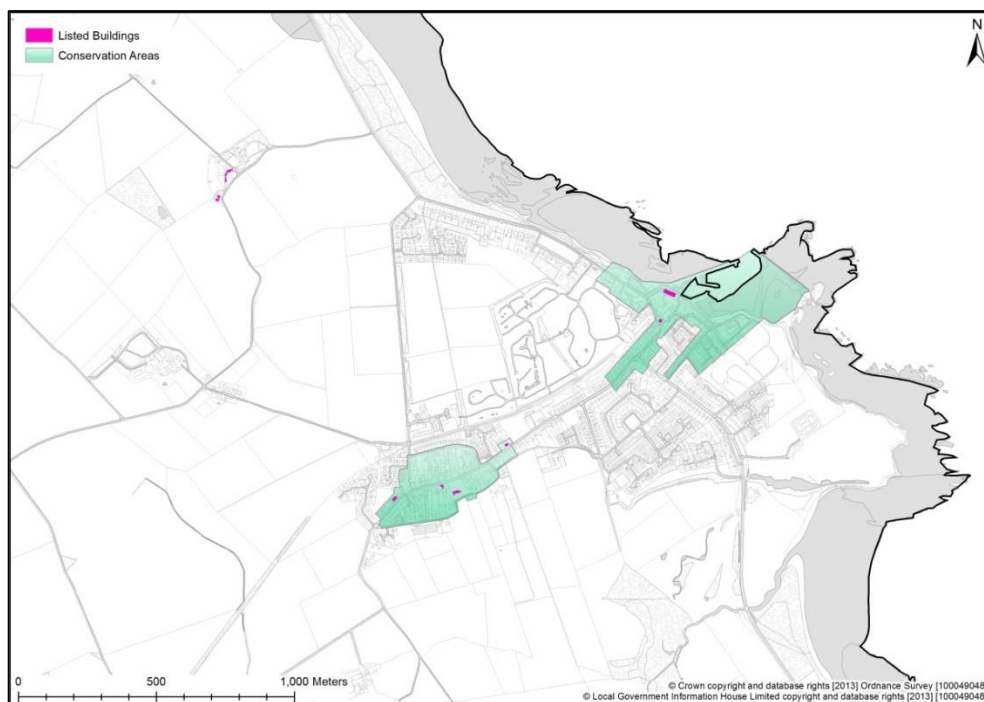 Listed Buildings
Conservation Areas
N
0 500 1,000 Meters
© Crown copyright and database rights [2013] Ordnance Survey [100049048
© Local Government Information House Limited copyright and database rights [2013] [100049048